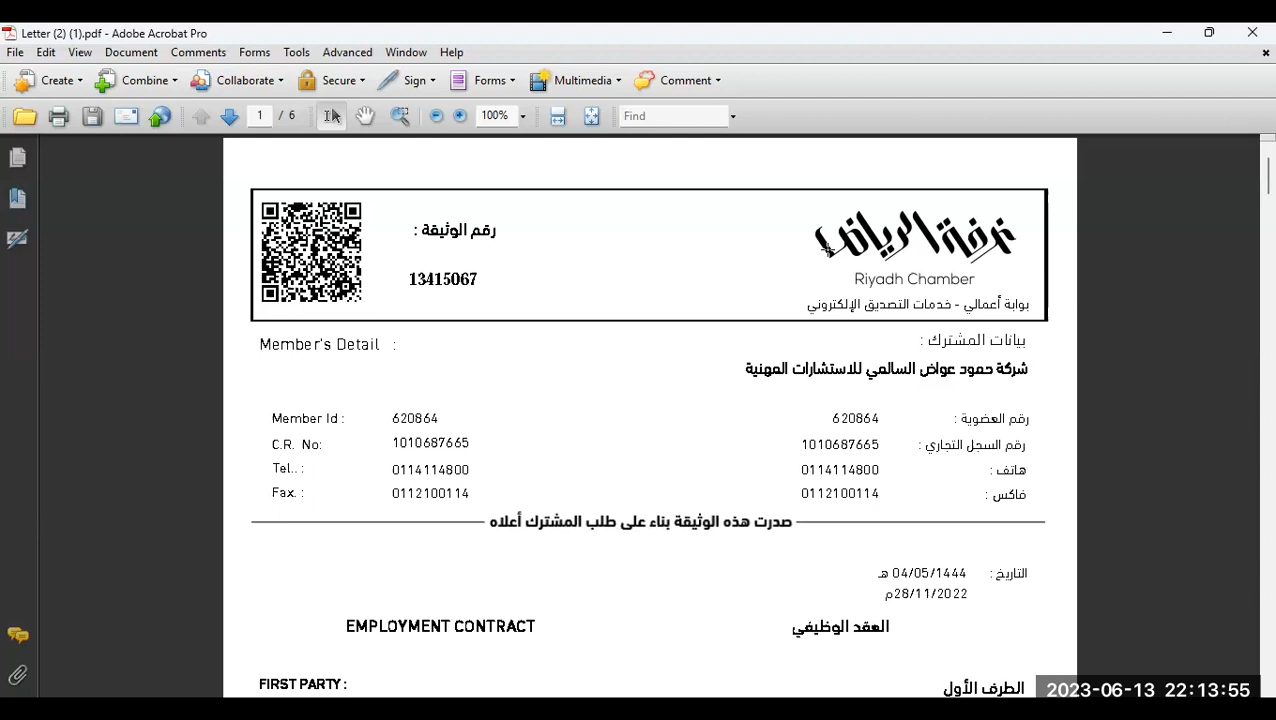 Letter (2) (1).pdf - Adobe Acrobat Pro
File Edit View Document Comments Forms Tools Advanced Window Help
Create Combine Collaborate Secure Sign Forms Multimedia Comment
1 / 6 100% Find
رقم الوثيقة :
13415067
غرفة الرياض
Riyadh Chamber
بوابة أعمالي - خدمات التصديق الإلكتروني
Member's Detail :
بيانات المشترك :
شركة حمود عواض السالمي للاستشارات المهنية
Member Id : 620864
رقم العضوية : 620864
C.R. No: 1010687665
رقم السجل التجاري : 1010687665
Tel.. : 0114114800
هاتف : 0114114800
Fax. : 0112100114
فاكس : 0112100114
صدرت هذه الوثيقة بناء على طلب المشترك أعلاه
التاريخ : 04/05/1444 هـ
28/11/2022م
EMPLOYMENT CONTRACT
العقد الوظيفي
FIRST PARTY :
الطرف الأول
2023-06-13 22:13:55